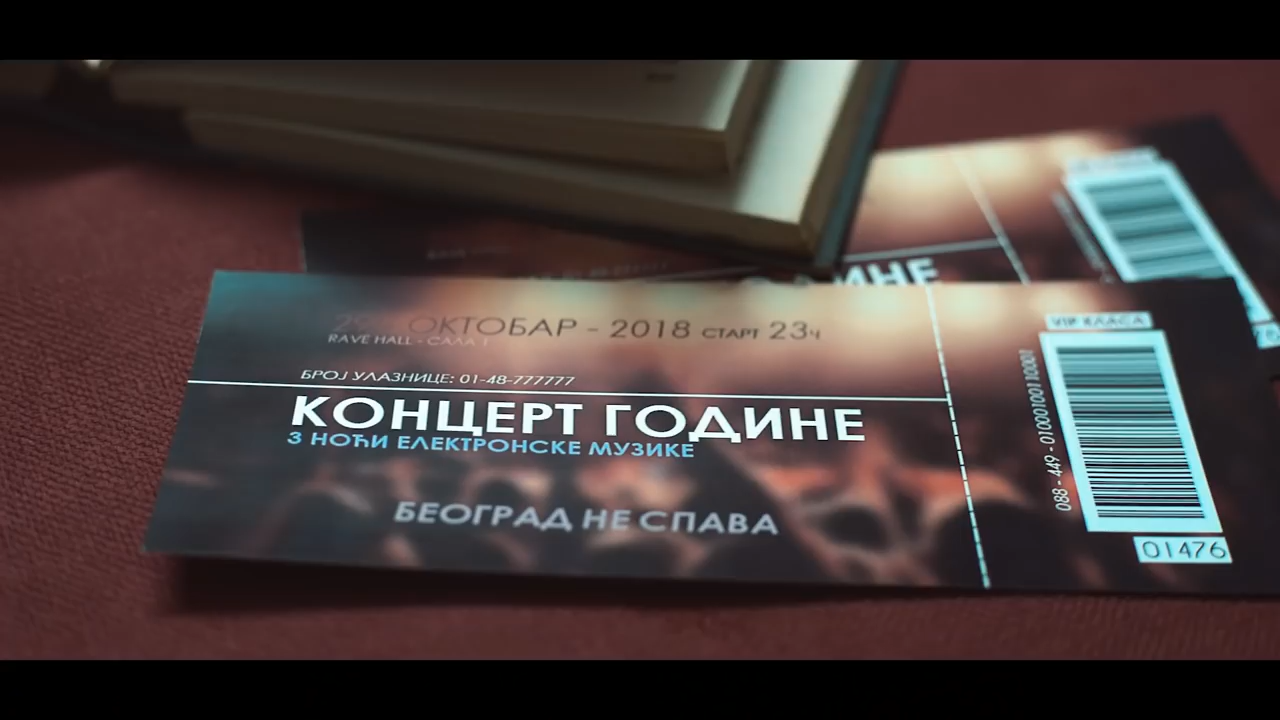 ОКТОБАР - 2018 СТАРТ 23ч
RAVE HALL - САЛА 1
БРОЈ УЛАЗНИЦЕ: 01-48-777777
КОНЦЕРТ ГОДИНЕ
3 НОЋИ ЕЛЕКТРОНСКЕ МУЗИКЕ
БЕОГРАД НЕ СПАВА
VIP КЛАСА
088 - 449 - 0100100110001
01476